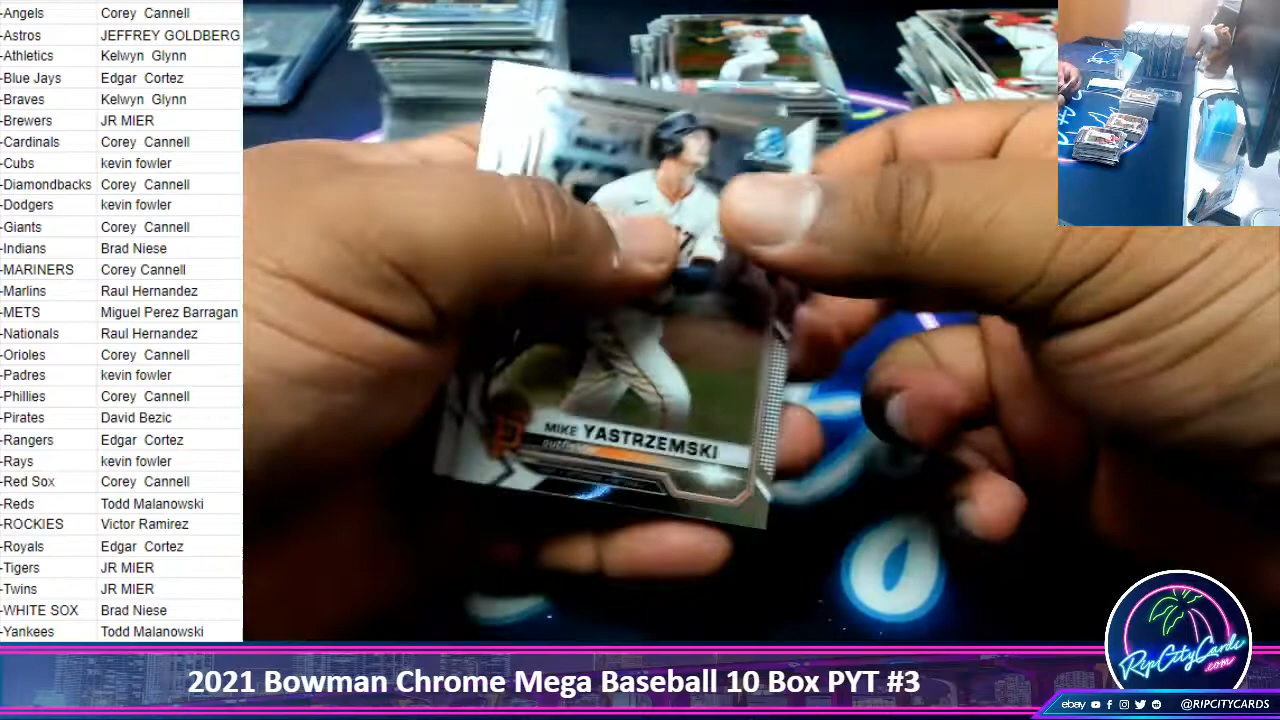 -Angels Corey Cannell
-Astros JEFFREY GOLDBERG
-Athletics Kelwyn Glynn
-Blue Jays Edgar Cortez
-Braves Kelwyn Glynn
-Brewers JR MIER
-Cardinals Corey Cannell
-Cubs kevin fowler
-Diamondbacks Corey Cannell
-Dodgers kevin fowler
-Giants Corey Cannell
-Indians Brad Niese
-MARINERS Corey Cannell
-Marlins Raul Hernandez
-METS Miguel Perez Barragan
-Nationals Raul Hernandez
-Orioles Corey Cannell
-Padres kevin fowler
-Phillies Corey Cannell
-Pirates David Bezic
-Rangers Edgar Cortez
-Rays kevin fowler
-Red Sox Corey Cannell
-Reds Todd Malanowski
-ROCKIES Victor Ramirez
-Royals Edgar Cortez
-Tigers JR MIER
-Twins JR MIER
-WHITE SOX Brad Niese
-Yankees Todd Malanowski
MIKE YASTRZEMSKI
RipCityCards
.com
2021 Bowman Chrome Mega Baseball 10 Box PYT #3
ebay @RIPCITYCARDS